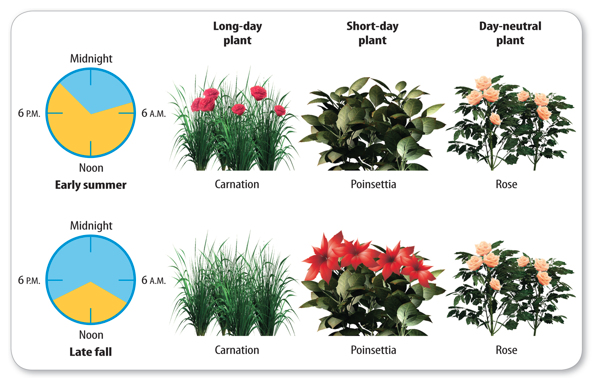 Long-day
plant
Short-day
plant
Day-neutral
plant
Midnight
6 P.M.
6 A.M.
Noon
Early summer
Carnation
Poinsettia
Rose
Midnight
6 P.M.
6 A.M.
Noon
Late fall
Carnation
Poinsettia
Rose